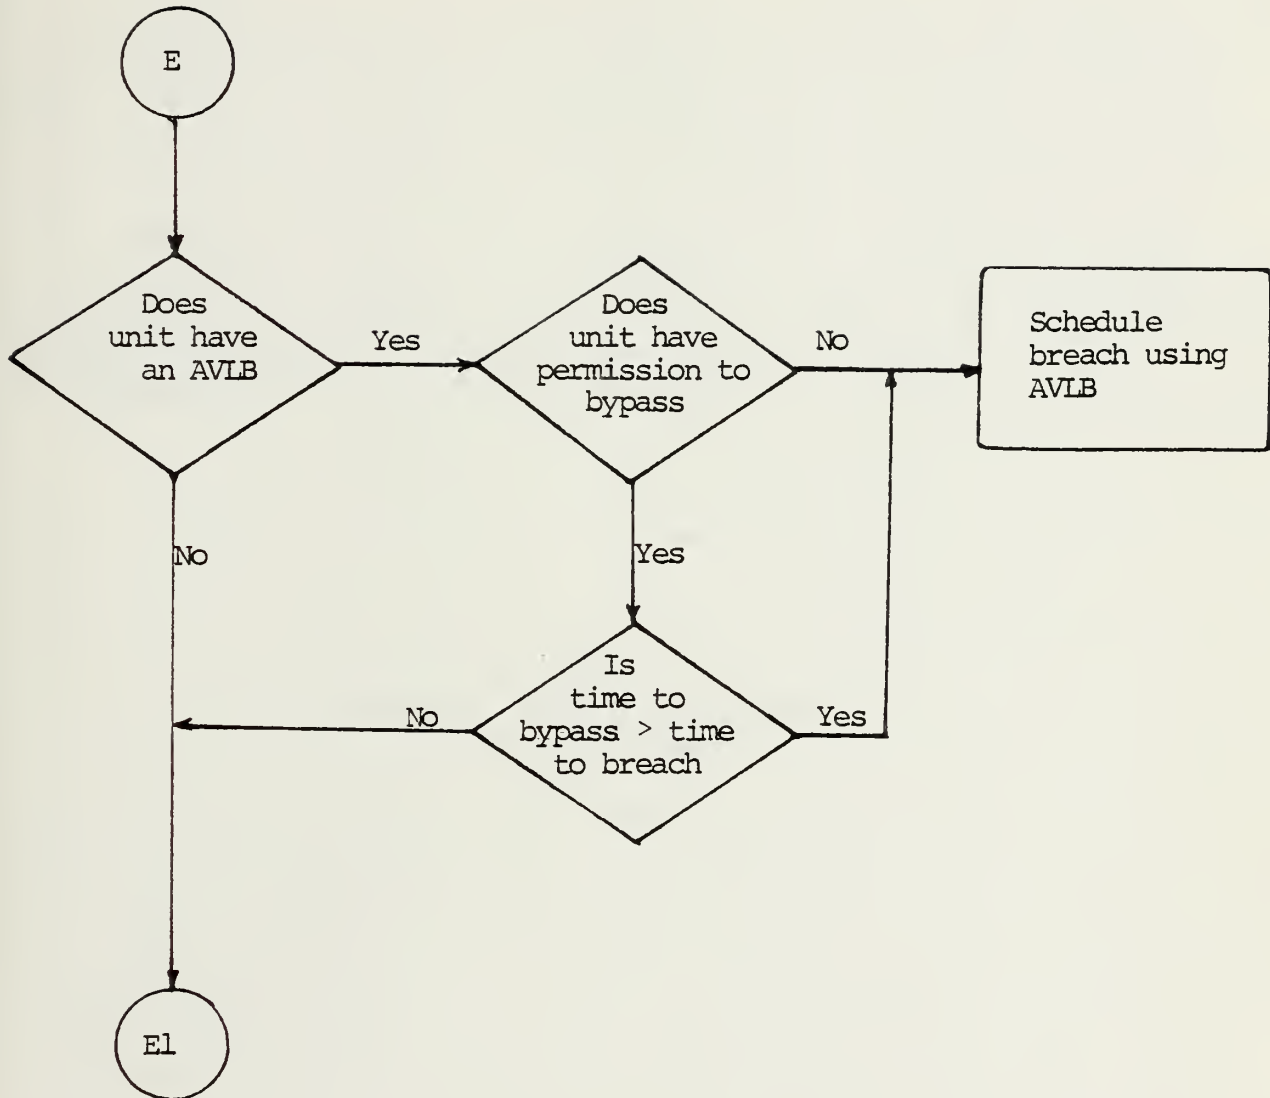 E
Does
unit have
an AVLB
Yes
Does
unit have
permission to
bypass
No
Schedule
breach using
AVLB
No
Yes
Is
time to
bypass > time
to breach
No
Yes
El